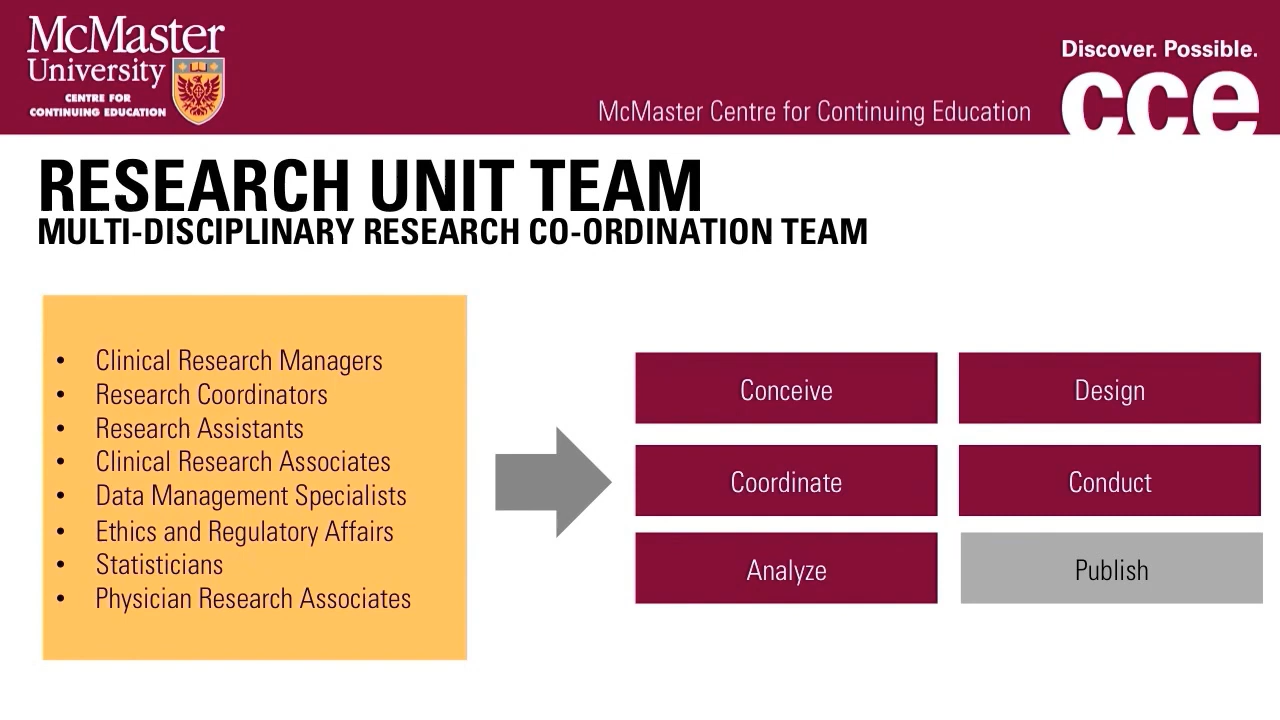 McMaster
University
CENTRE FOR
CONTINUING EDUCATION
McMaster Centre for Continuing Education
Discover. Possible.
cce
RESEARCH UNIT TEAM
MULTI-DISCIPLINARY RESEARCH CO-ORDINATION TEAM
• Clinical Research Managers
• Research Coordinators
• Research Assistants
• Clinical Research Associates
• Data Management Specialists
• Ethics and Regulatory Affairs
• Statisticians
• Physician Research Associates
Conceive
Design
Coordinate
Conduct
Analyze
Publish